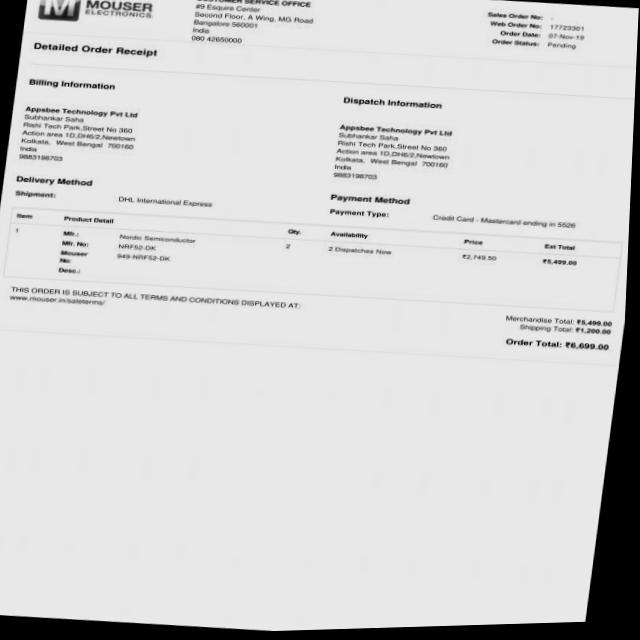 MOUSER
ELECTRONICS
CUSTOMER SERVICE OFFICE
#9 Esquire Center
Second Floor, A Wing, MG Road
Bangalore 560001
India
080 42650000
Sales Order No: -
Web Order No: 17723301
Order Date: 07-Nov-19
Order Status: Pending
Detailed Order Receipt
Billing Information
Appsbee Technology Pvt Ltd
Subhankar Saha
Rishi Tech Park,Street No 360
Action area 1D,DH6/2,Newtown
Kolkata, West Bengal 700160
India
9883198703
Dispatch Information
Appsbee Technology Pvt Ltd
Subhankar Saha
Rishi Tech Park,Street No 360
Action area 1D,DH6/2,Newtown
Kolkata, West Bengal 700160
India
9883198703
Delivery Method
Shipment: DHL International Express
Payment Method
Payment Type: Credit Card - Mastercard ending in 5526
Item Product Detail Qty. Availability Price Ext Total
1 Mfr.: Nordic Semiconductor 2 2 Dispatches Now ₹2,749.50 ₹5,499.00
Mfr. No: NRF52-DK
Mouser No: 949-NRF52-DK
Desc.:
THIS ORDER IS SUBJECT TO ALL TERMS AND CONDITIONS DISPLAYED AT:
www.mouser.in/saleterms/
Merchandise Total: ₹5,499.00
Shipping Total: ₹1,200.00
Order Total: ₹6,699.00